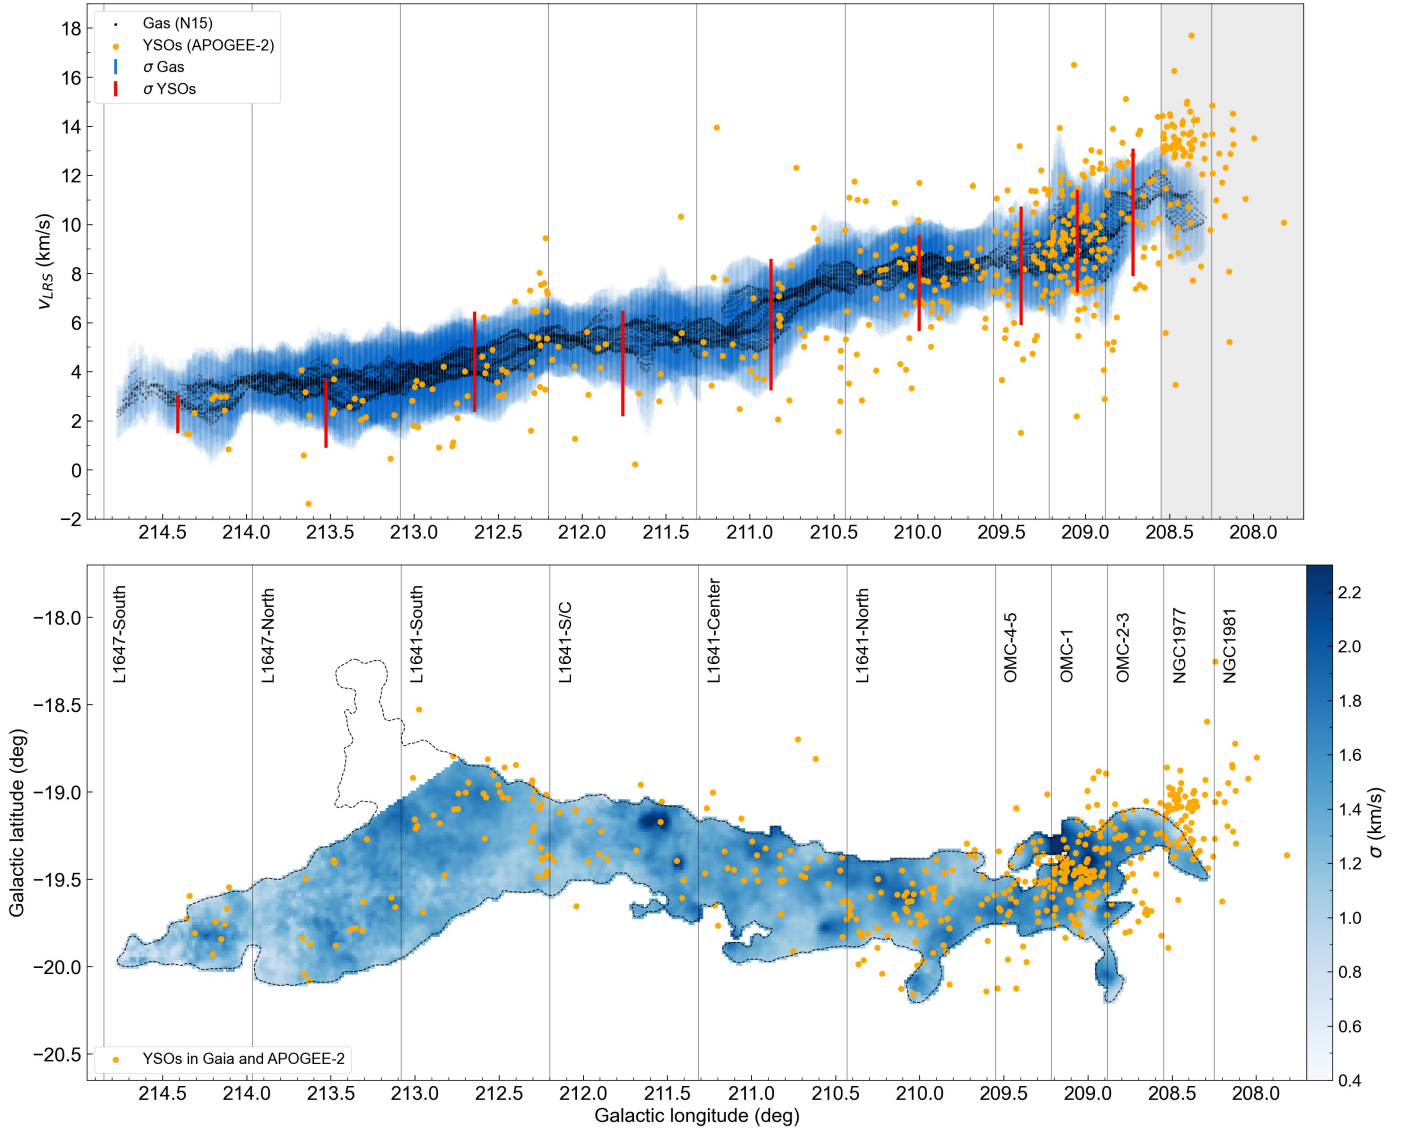 18
16
14
12
10
8
6
4
2
0
−2
v_LRS (km/s)
Gas (N15)
YSOs (APOGEE-2)
σ Gas
σ YSOs
214.5 214.0 213.5 213.0 212.5 212.0 211.5 211.0 210.5 210.0 209.5 209.0 208.5 208.0
−18.0
−18.5
−19.0
−19.5
−20.0
−20.5
Galactic latitude (deg)
L1647-South
L1647-North
L1641-South
L1641-S/C
L1641-Center
L1641-North
OMC-4-5
OMC-1
OMC-2-3
NGC1977
NGC1981
YSOs in Gaia and APOGEE-2
214.5 214.0 213.5 213.0 212.5 212.0 211.5 211.0 210.5 210.0 209.5 209.0 208.5 208.0
Galactic longitude (deg)
2.2
2.0
1.8
1.6
1.4
1.2
1.0
0.8
0.6
0.4
σ (km/s)